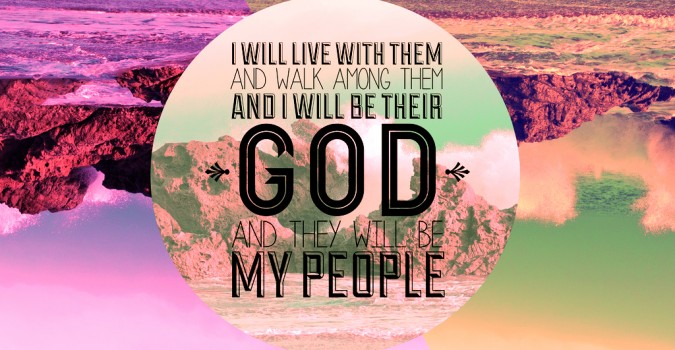 I WILL LIVE WITH THEM
AND WALK AMONG THEM
AND I WILL BE THEIR
GOD
AND THEY WILL BE
MY PEOPLE